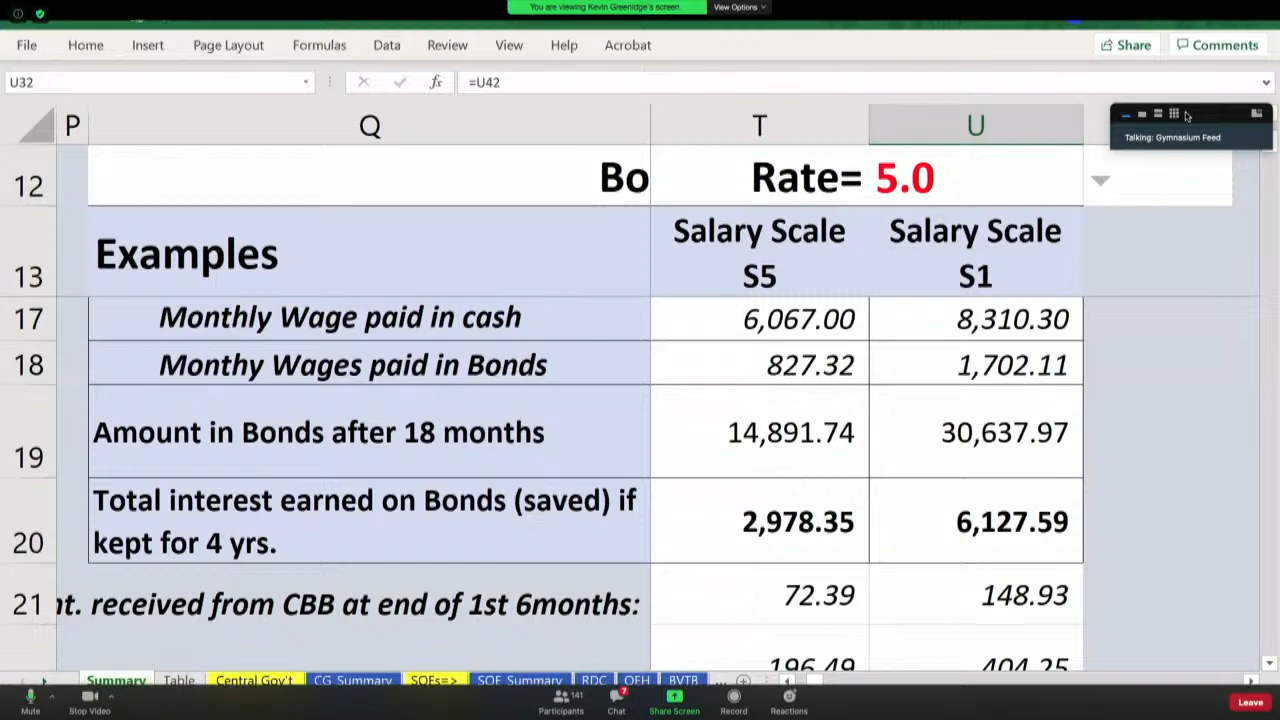 You are viewing Kevin Greenidge's screen View Options
File Home Insert Page Layout Formulas Data Review View Help Acrobat Share Comments
U32 fx =U42
P Q T U
Talking: Gymnasium Feed
12 Bo Rate= 5.0
13 Examples Salary Scale S5 Salary Scale S1
17 Monthly Wage paid in cash 6,067.00 8,310.30
18 Monthy Wages paid in Bonds 827.32 1,702.11
19 Amount in Bonds after 18 months 14,891.74 30,637.97
20 Total interest earned on Bonds (saved) if kept for 4 yrs. 2,978.35 6,127.59
21 nt. received from CBB at end of 1st 6months: 72.39 148.93
196.49 404.25
Summary Table Central Gov't CG_Summary SOEs=> SOE_Summary RDC QEH BVTB ...
Mute Stop Video Participants 141 Chat 7 Share Screen Record Reactions Leave